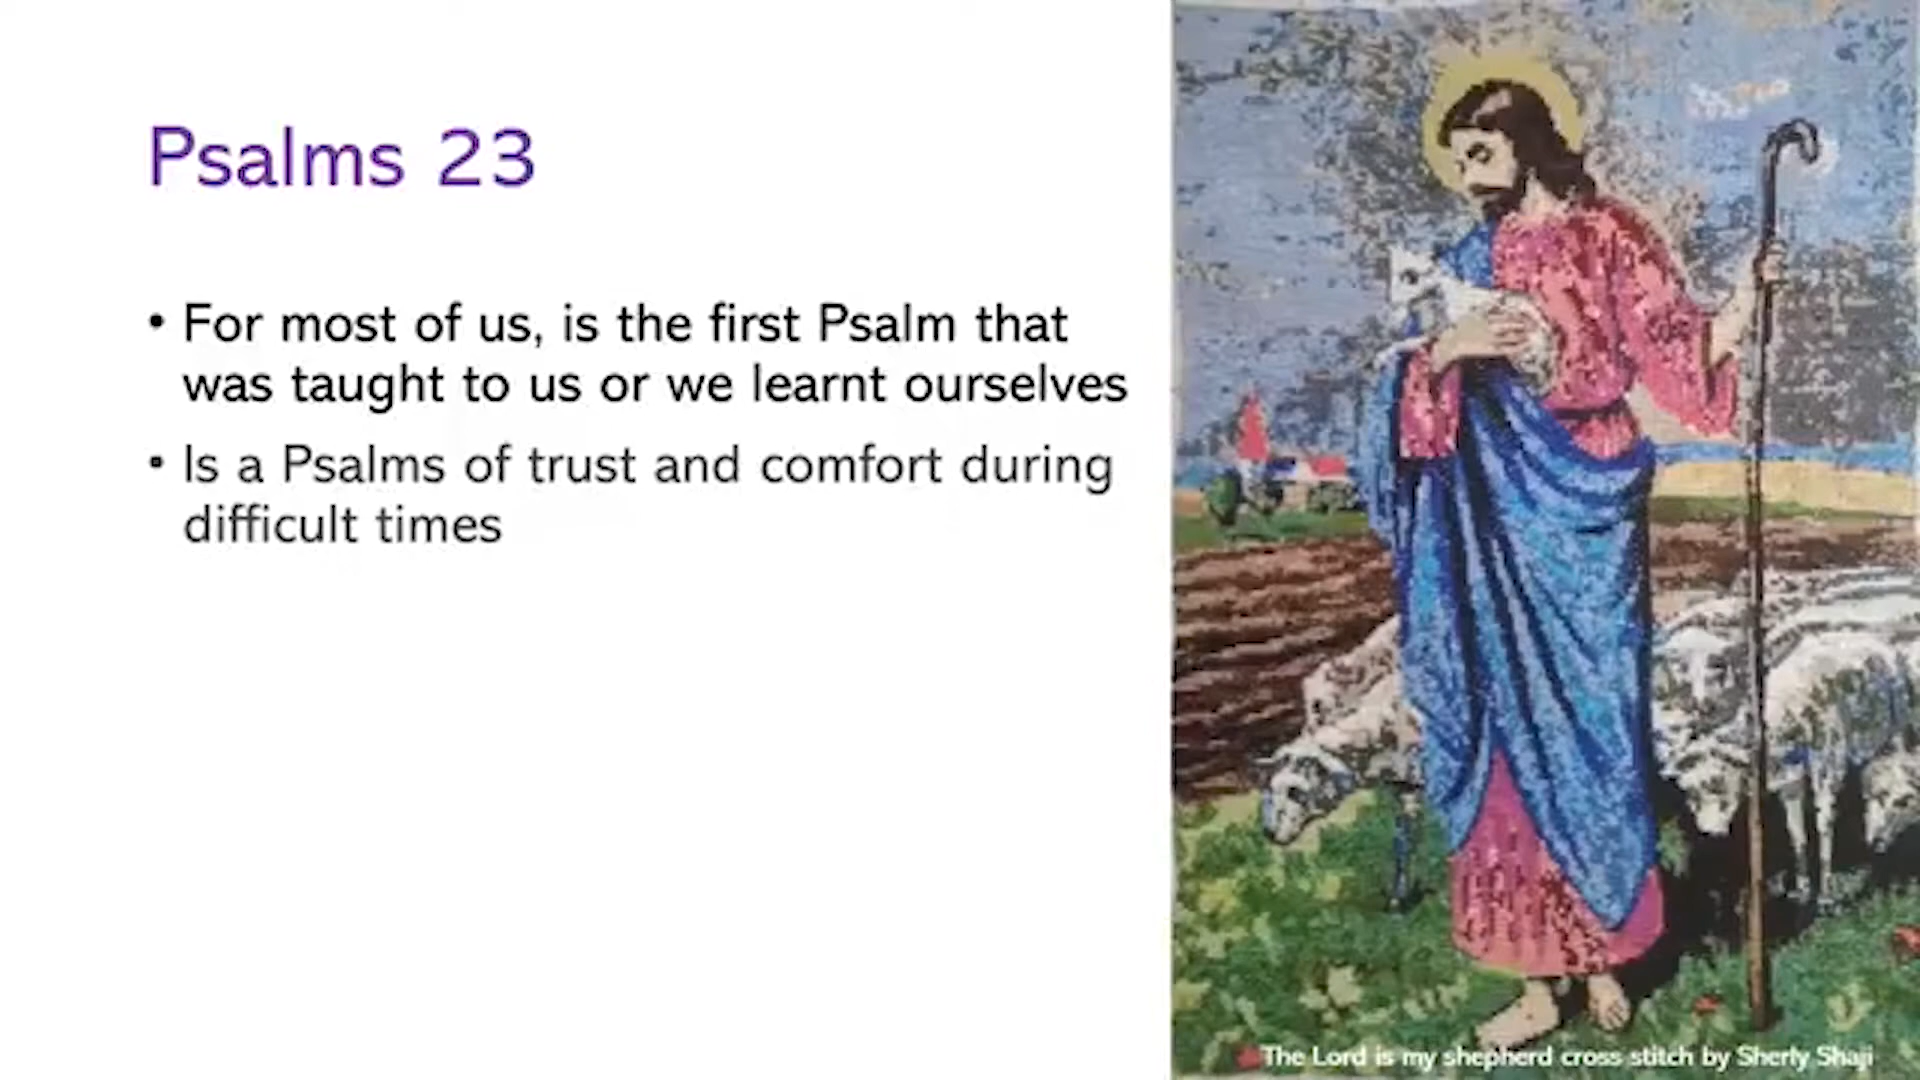 Psalms 23
• For most of us, is the first Psalm that
was taught to us or we learnt ourselves
• Is a Psalms of trust and comfort during
difficult times
The Lord is my shepherd cross stitch by Sherly Shaji